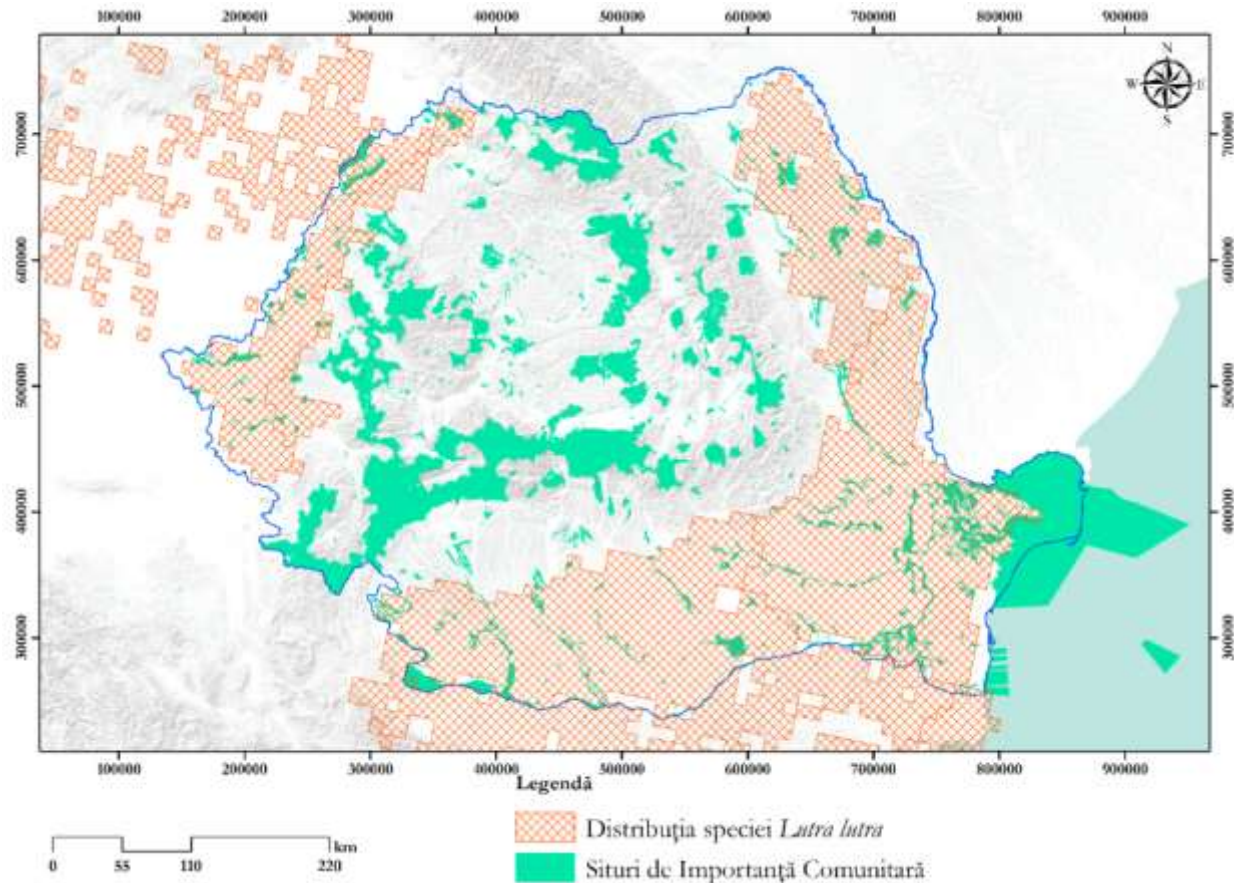 100000 200000 300000 400000 500000 600000 700000 800000 900000
N
W E
S
700000 700000
600000 600000
500000 500000
400000 400000
300000 300000
100000 200000 300000 400000 500000 600000 700000 800000 900000
Legendă
Distribuția speciei Lutra lutra
km
0 55 110 220
Situri de Importanță Comunitară